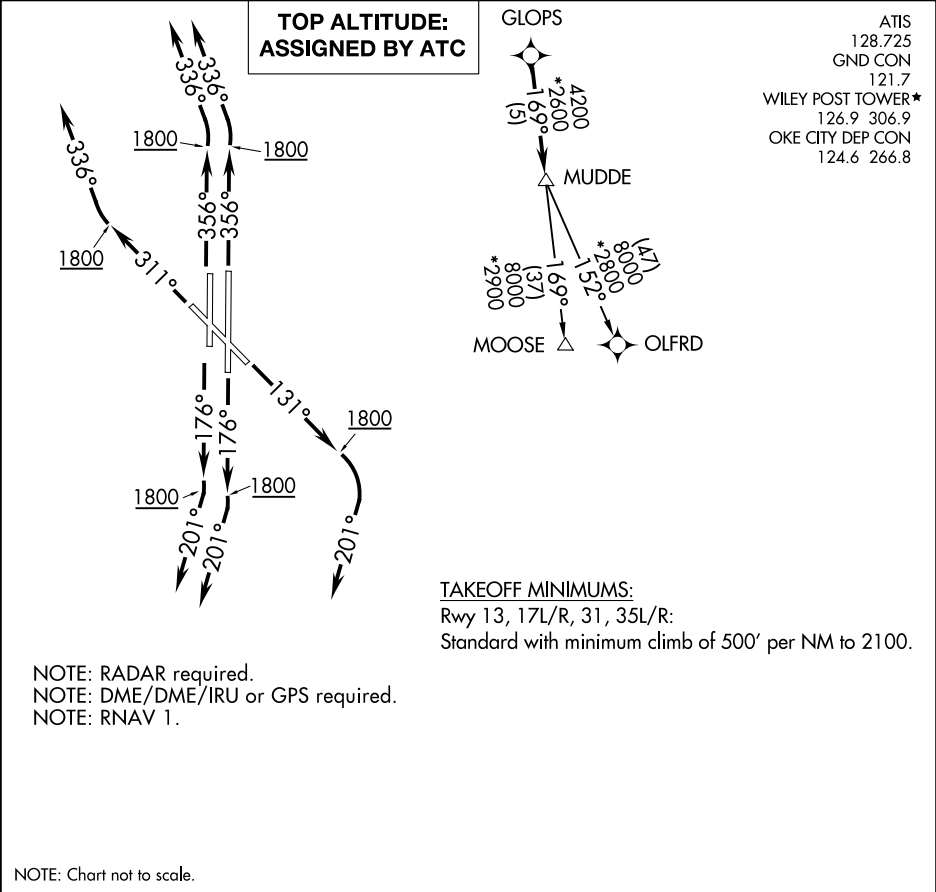 TOP ALTITUDE:
ASSIGNED BY ATC
GLOPS
ATIS
128.725
GND CON
121.7
WILEY POST TOWER★
126.9 306.9
OKE CITY DEP CON
124.6 266.8
4200
*2600
169°
(5)
MUDDE
(47)
8000
*2800
152°
169°
(37)
8000
*2900
MOOSE
OLFRD
336°
336°
336°
1800
1800
1800
356°
356°
311°
131°
1800
176°
176°
1800
1800
201°
201°
201°
TAKEOFF MINIMUMS:
Rwy 13, 17L/R, 31, 35L/R:
Standard with minimum climb of 500' per NM to 2100.
NOTE: RADAR required.
NOTE: DME/DME/IRU or GPS required.
NOTE: RNAV 1.
NOTE: Chart not to scale.